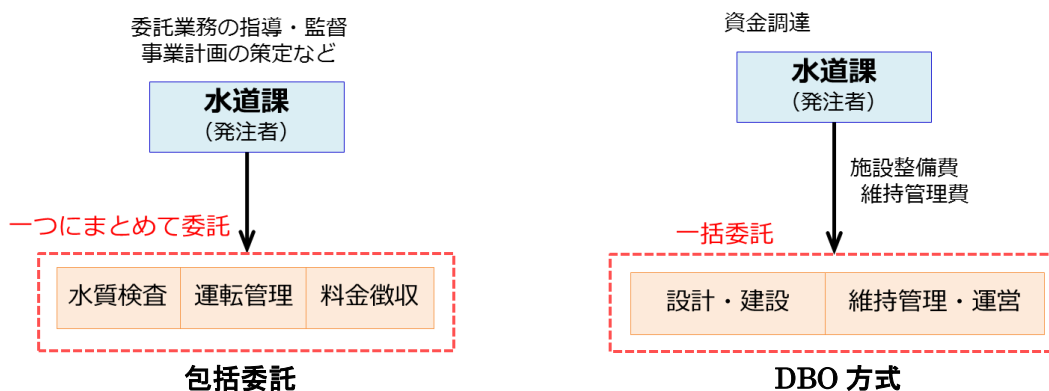 委託業務の指導・監督
事業計画の策定など
水道課
（発注者）
一つにまとめて委託
水質検査
運転管理
料金徴収
包括委託
資金調達
水道課
（発注者）
施設整備費
維持管理費
一括委託
設計・建設
維持管理・運営
DBO 方式